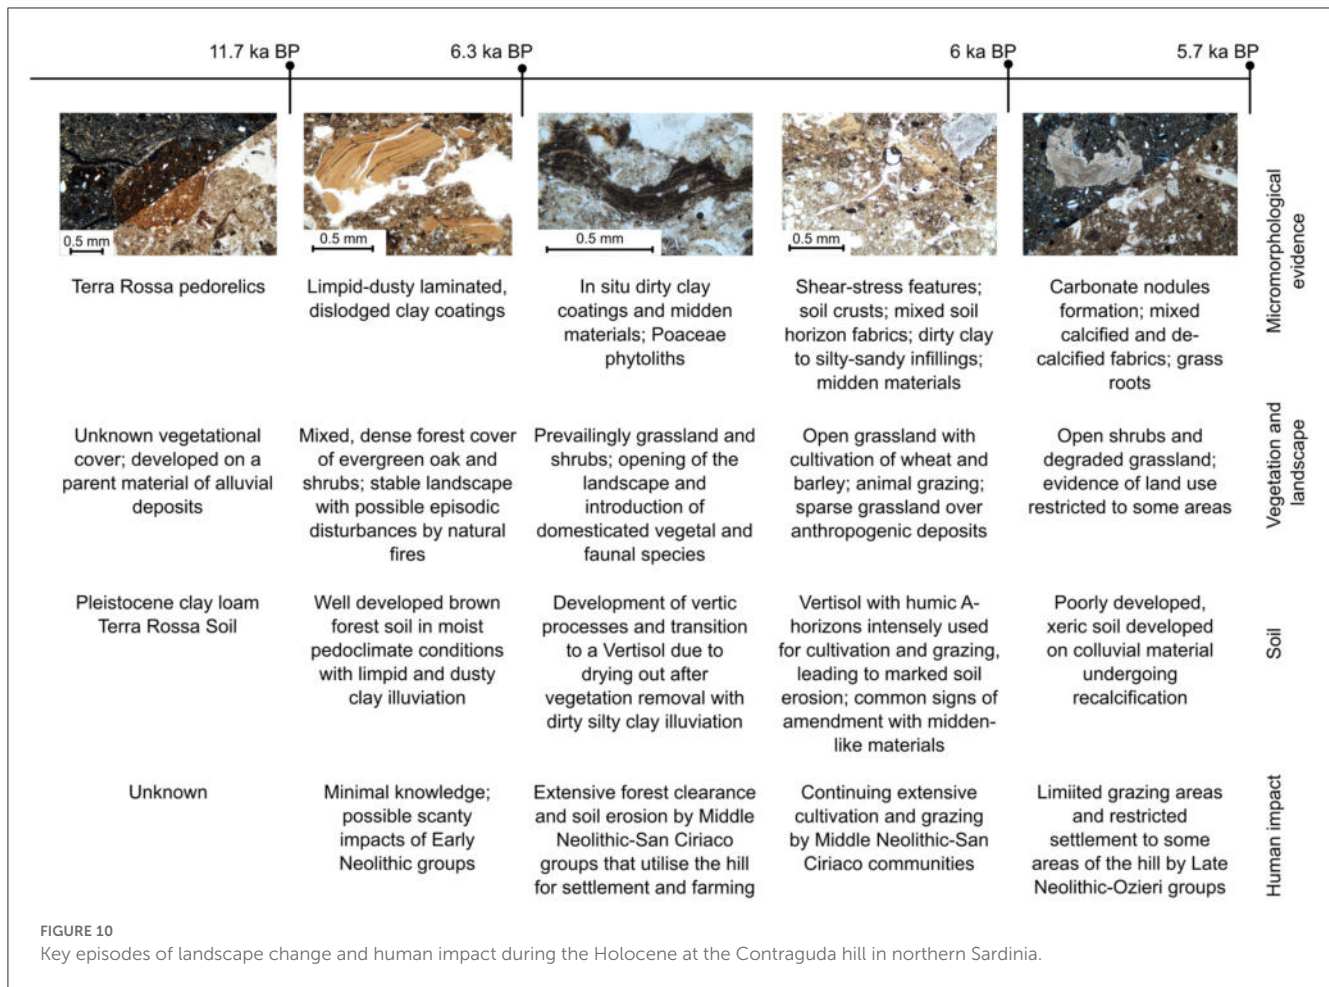 11.7 ka BP
6.3 ka BP
6 ka BP
5.7 ka BP
0.5 mm
0.5 mm
0.5 mm
0.5 mm
Terra Rossa pedorelics
Limpid-dusty laminated,
dislodged clay coatings
In situ dirty clay
coatings and midden
materials; Poaceae
phytoliths
Shear-stress features;
soil crusts; mixed soil
horizon fabrics; dirty clay
to silty-sandy infillings;
midden materials
Carbonate nodules
formation; mixed
calcified and de-
calcified fabrics; grass
roots
Micromorphological
evidence
Unknown vegetational
cover; developed on a
parent material of alluvial
deposits
Mixed, dense forest cover
of evergreen oak and
shrubs; stable landscape
with possible episodic
disturbances by natural
fires
Prevailingly grassland and
shrubs; opening of the
landscape and
introduction of
domesticated vegetal and
faunal species
Open grassland with
cultivation of wheat and
barley; animal grazing;
sparse grassland over
anthropogenic deposits
Open shrubs and
degraded grassland;
evidence of land use
restricted to some areas
Vegetation and
landscape
Pleistocene clay loam
Terra Rossa Soil
Well developed brown
forest soil in moist
pedoclimate conditions
with limpid and dusty
clay illuviation
Development of vertic
processes and transition
to a Vertisol due to
drying out after
vegetation removal with
dirty silty clay illuviation
Vertisol with humic A-
horizons intensely used
for cultivation and grazing,
leading to marked soil
erosion; common signs of
amendment with midden-
like materials
Poorly developed,
xeric soil developed
on colluvial material
undergoing
recalcification
Soil
Unknown
Minimal knowledge;
possible scanty
impacts of Early
Neolithic groups
Extensive forest clearance
and soil erosion by Middle
Neolithic-San Ciriaco
groups that utilise the hill
for settlement and farming
Continuing extensive
cultivation and grazing
by Middle Neolithic-San
Ciriaco communities
Limiited grazing areas
and restricted
settlement to some
areas of the hill by Late
Neolithic-Ozieri groups
Human impact
FIGURE 10
Key episodes of landscape change and human impact during the Holocene at the Contraguda hill in northern Sardinia.